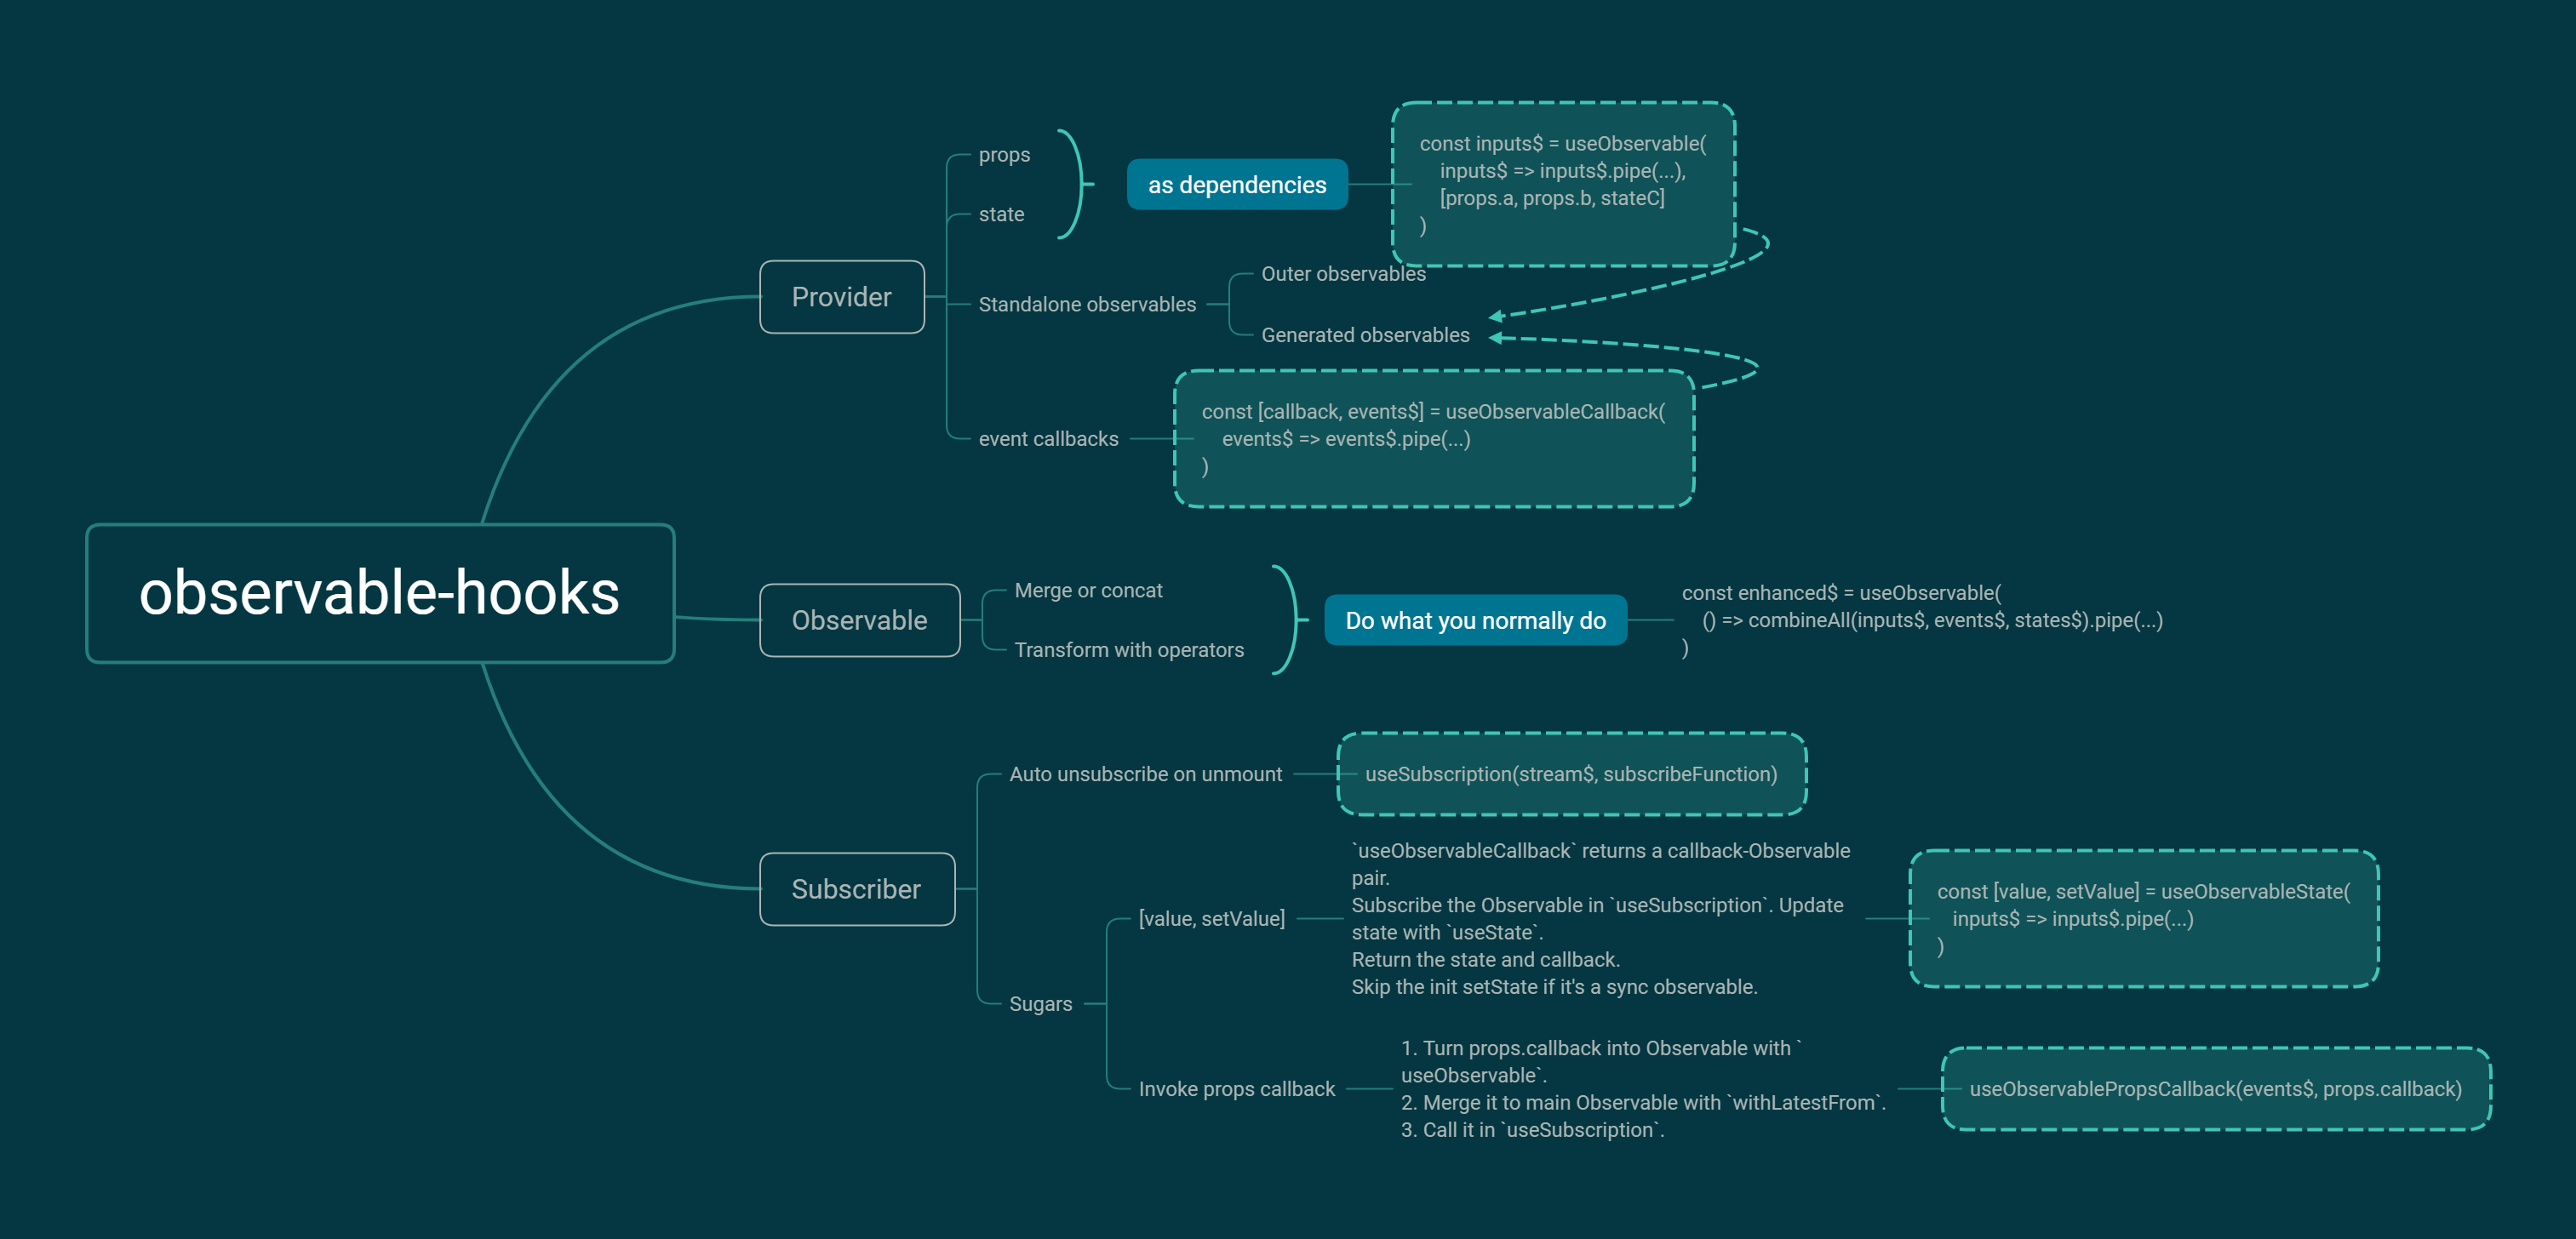 observable-hooks
Provider
props
state
as dependencies
const inputs$ = useObservable(
inputs$ => inputs$.pipe(...),
[props.a, props.b, stateC]
)
Standalone observables
Outer observables
Generated observables
event callbacks
const [callback, events$] = useObservableCallback(
events$ => events$.pipe(...)
)
Observable
Merge or concat
Transform with operators
Do what you normally do
const enhanced$ = useObservable(
() => combineAll(inputs$, events$, states$).pipe(...)
)
Subscriber
Auto unsubscribe on unmount
useSubscription(stream$, subscribeFunction)
Sugars
[value, setValue]
`useObservableCallback` returns a callback-Observable
pair.
Subscribe the Observable in `useSubscription`. Update
state with `useState`.
Return the state and callback.
Skip the init setState if it's a sync observable.
const [value, setValue] = useObservableState(
inputs$ => inputs$.pipe(...)
)
Invoke props callback
1. Turn props.callback into Observable with `
useObservable`.
2. Merge it to main Observable with `withLatestFrom`.
3. Call it in `useSubscription`.
useObservablePropsCallback(events$, props.callback)